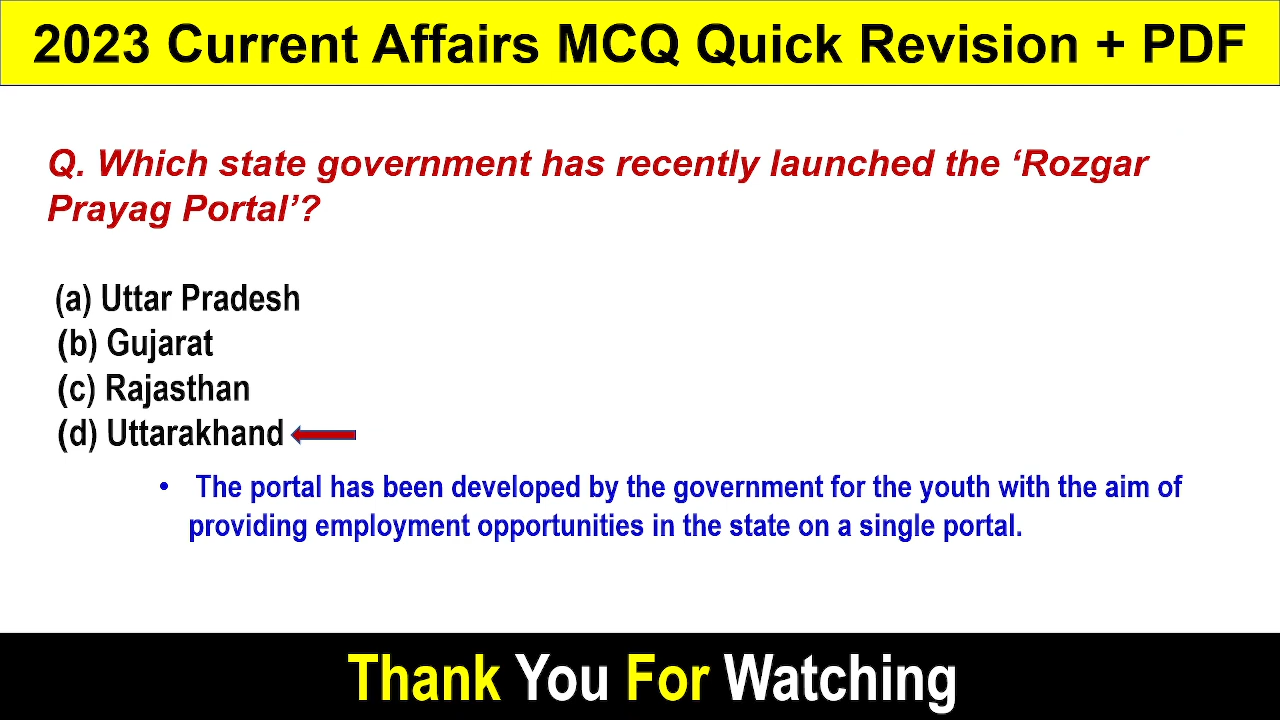 2023 Current Affairs MCQ Quick Revision + PDF
Q. Which state government has recently launched the ‘Rozgar
Prayag Portal’?
(a) Uttar Pradesh
(b) Gujarat
(c) Rajasthan
(d) Uttarakhand
• The portal has been developed by the government for the youth with the aim of
providing employment opportunities in the state on a single portal.
Thank You For Watching